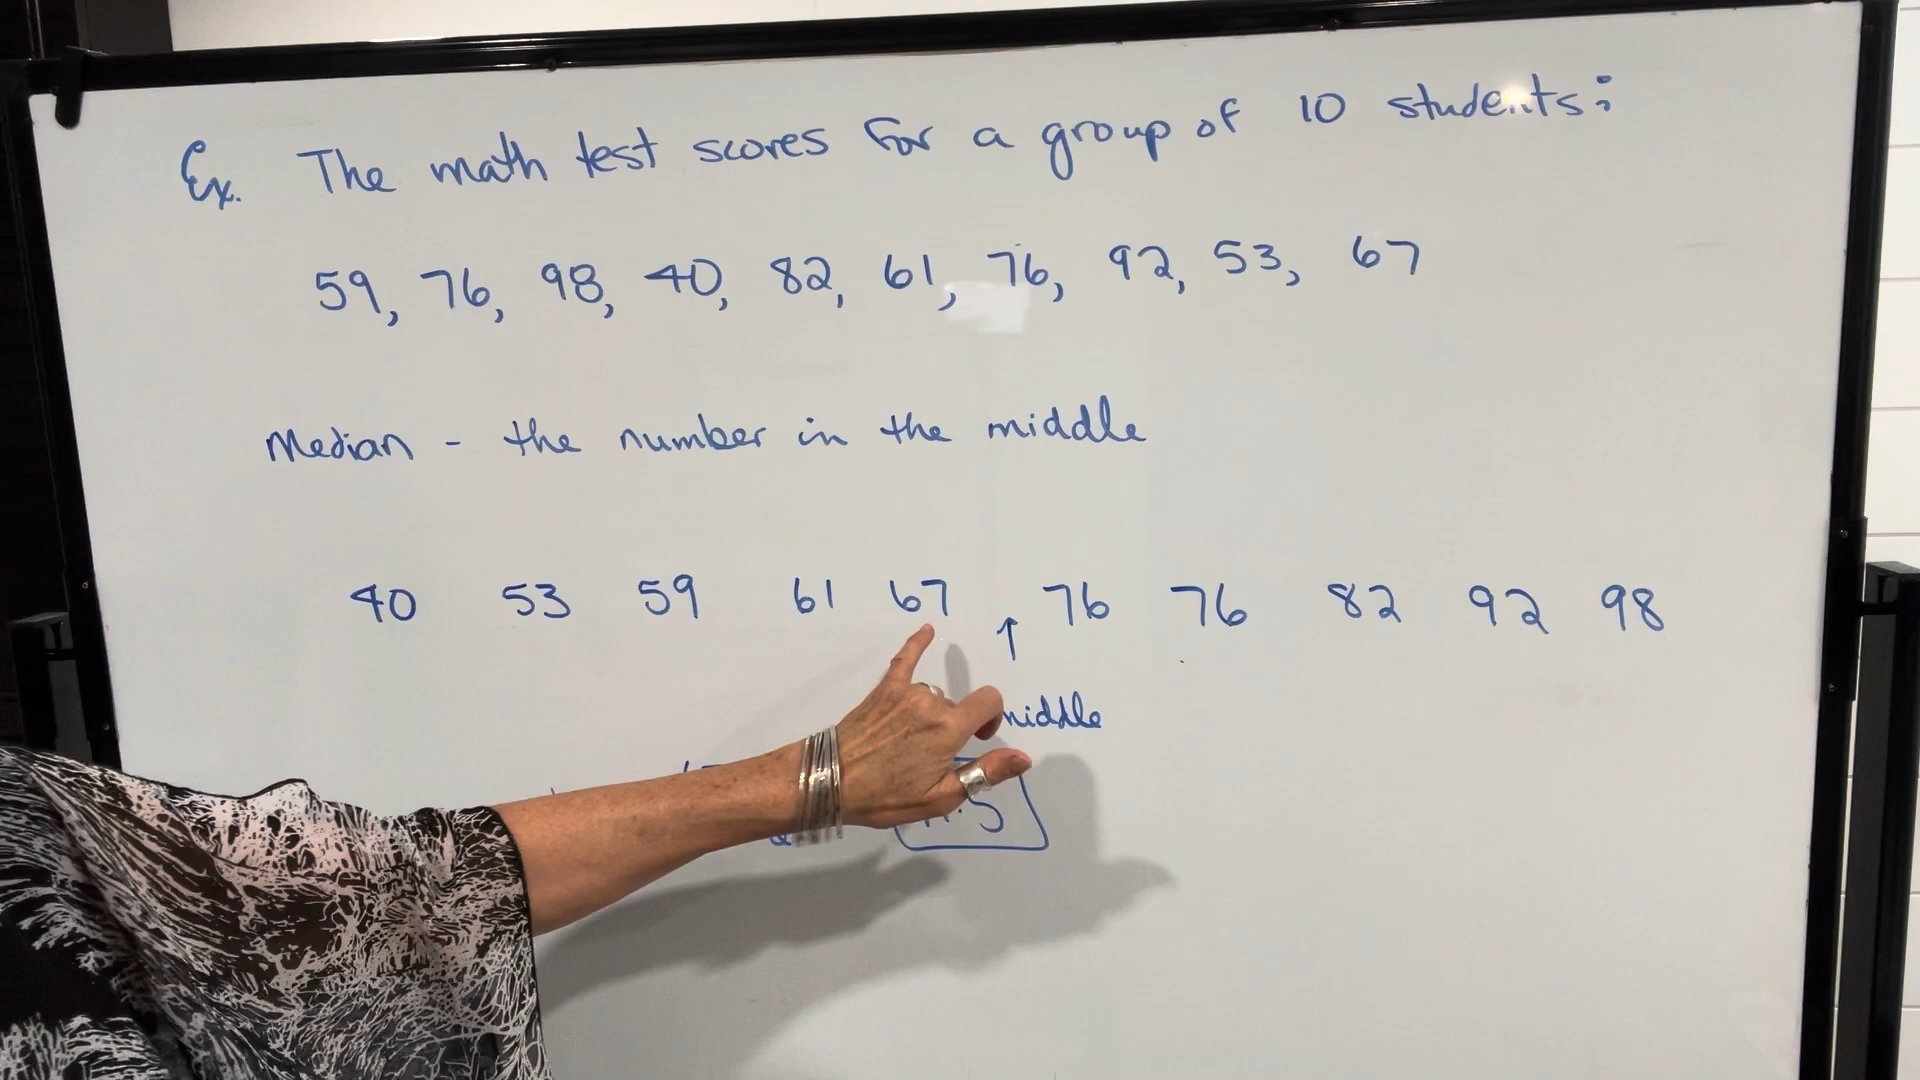 Ex. The math test scores for a group of 10 students:
59, 76, 98, 40, 82, 61, 76, 92, 53, 67
Median - the number in the middle
40 53 59 61 67 ↑ 76 76 82 92 98